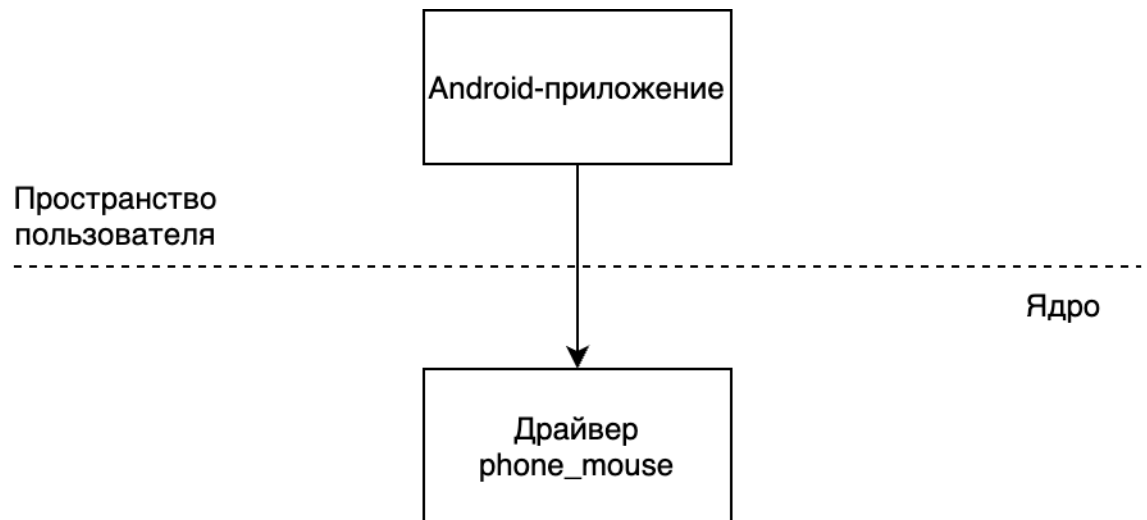 Android-приложение
Пространство
пользователя
Ядро
Драйвер
phone_mouse